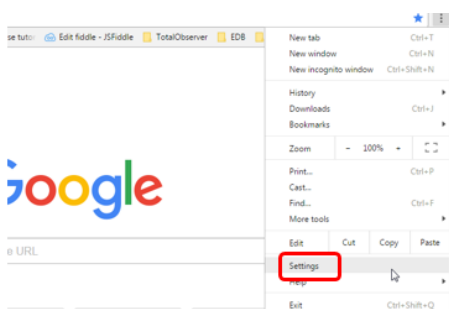 se tuto Edit fiddle - JSFiddle TotalObserver EDB
New tab Ctrl+T
New window Ctrl+N
New incognito window Ctrl+Shift+N
History
Downloads Ctrl+J
Bookmarks
Zoom - 100% +
Print... Ctrl+P
Cast...
Find... Ctrl+F
More tools
Google
Edit Cut Copy Paste
e URL
Settings
Help
Exit Ctrl+Shift+Q